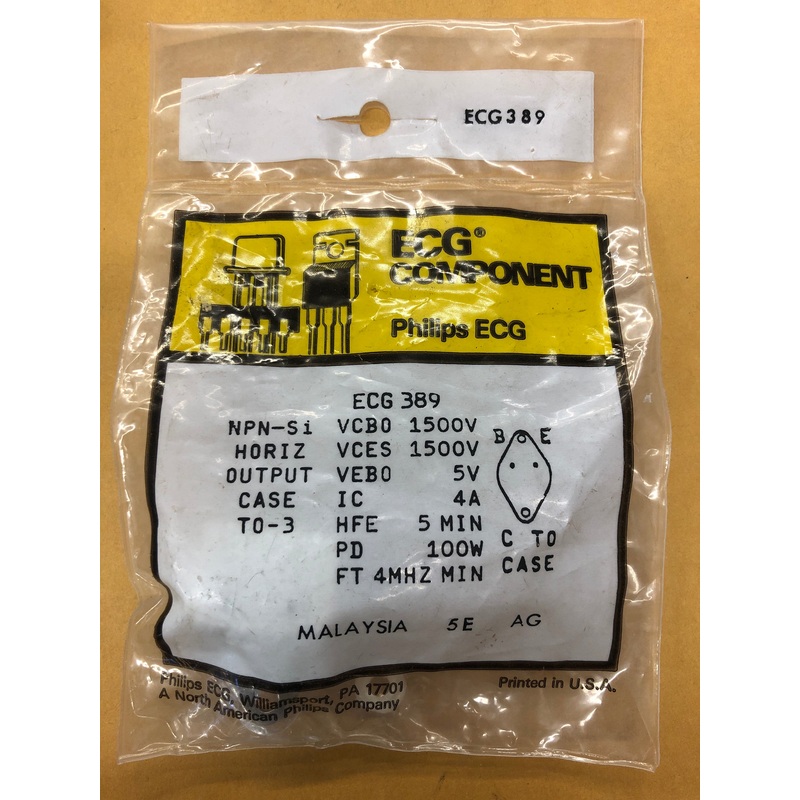 ECG389
ECG®
COMPONENT
Philips ECG
ECG 389
NPN-Si VCBO 1500V
HORIZ VCES 1500V
OUTPUT VEBO 5V
CASE IC 4A
TO-3 HFE 5 MIN
PD 100W
FT 4MHZ MIN
B E
C TO
CASE
MALAYSIA 5E AG
Philips ECG, Williamsport, PA 17701
A North American Philips Company
Printed in U.S.A.